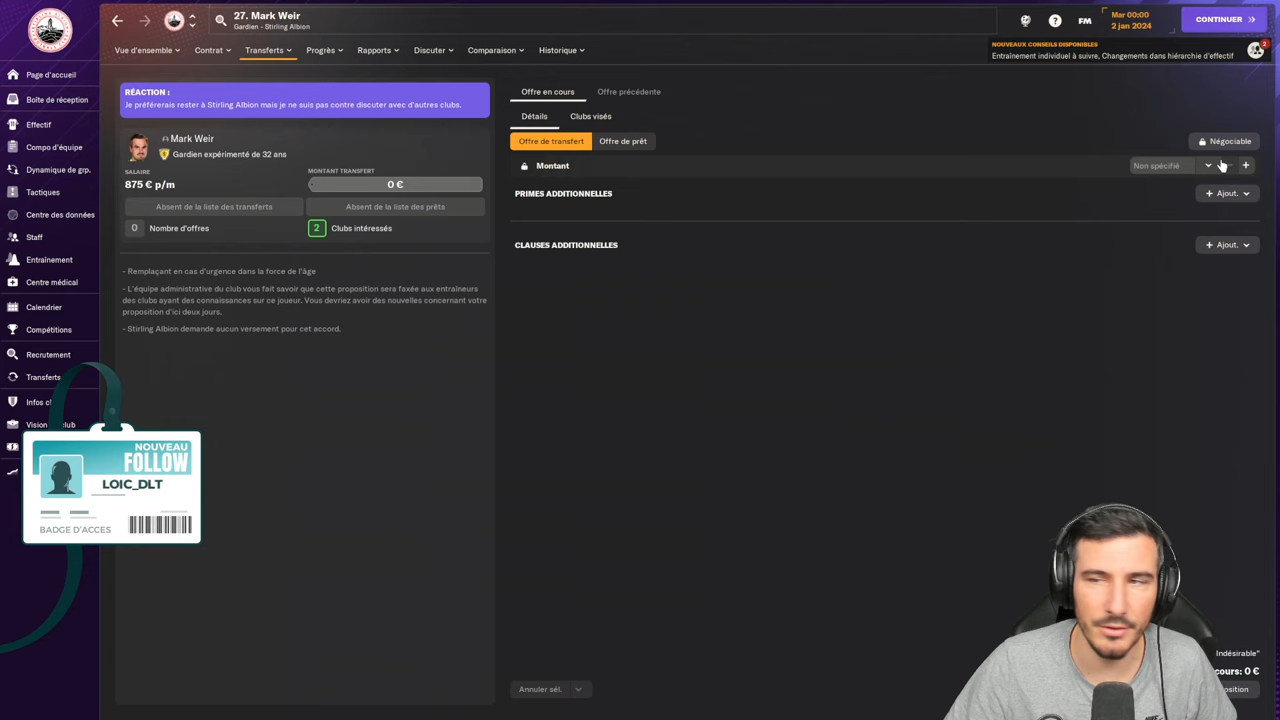 27. Mark Weir
Gardien - Stirling Albion
FM
Mar 00:00
2 jan 2024
CONTINUER
Vue d'ensemble
Contrat
Transferts
Progrès
Rapports
Discuter
Comparaison
Historique
NOUVEAUX CONSEILS DISPONIBLES
Entraînement individuel à suivre, Changements dans hiérarchie d'effectif
2
Page d'accueil
Boîte de réception
Effectif
Compo d'équipe
Dynamique de grp.
Tactiques
Centre des données
Staff
Entraînement
Centre médical
Calendrier
Compétitions
Recrutement
Transferts
Infos cl
Vision club
RÉACTION :
Je préférerais rester à Stirling Albion mais je ne suis pas contre discuter avec d'autres clubs.
Mark Weir
Gardien expérimenté de 32 ans
SALAIRE
875 € p/m
MONTANT TRANSFERT
0 €
Absent de la liste des transferts
Absent de la liste des prêts
0 Nombre d'offres
2 Clubs intéressés
- Remplaçant en cas d'urgence dans la force de l'âge
- L'équipe administrative du club vous fait savoir que cette proposition sera faxée aux entraîneurs
des clubs ayant des connaissances sur ce joueur. Vous devriez avoir des nouvelles concernant votre
proposition d'ici deux jours.
- Stirling Albion demande aucun versement pour cet accord.
Offre en cours
Offre précédente
Détails
Clubs visés
Offre de transfert
Offre de prêt
Négociable
Montant
Non spécifié
PRIMES ADDITIONNELLES
Ajout.
CLAUSES ADDITIONNELLES
Ajout.
Annuler sél.
Indésirable"
cours: 0 €
osition
NOUVEAU
FOLLOW
LOIC_DLT
BADGE D'ACCES